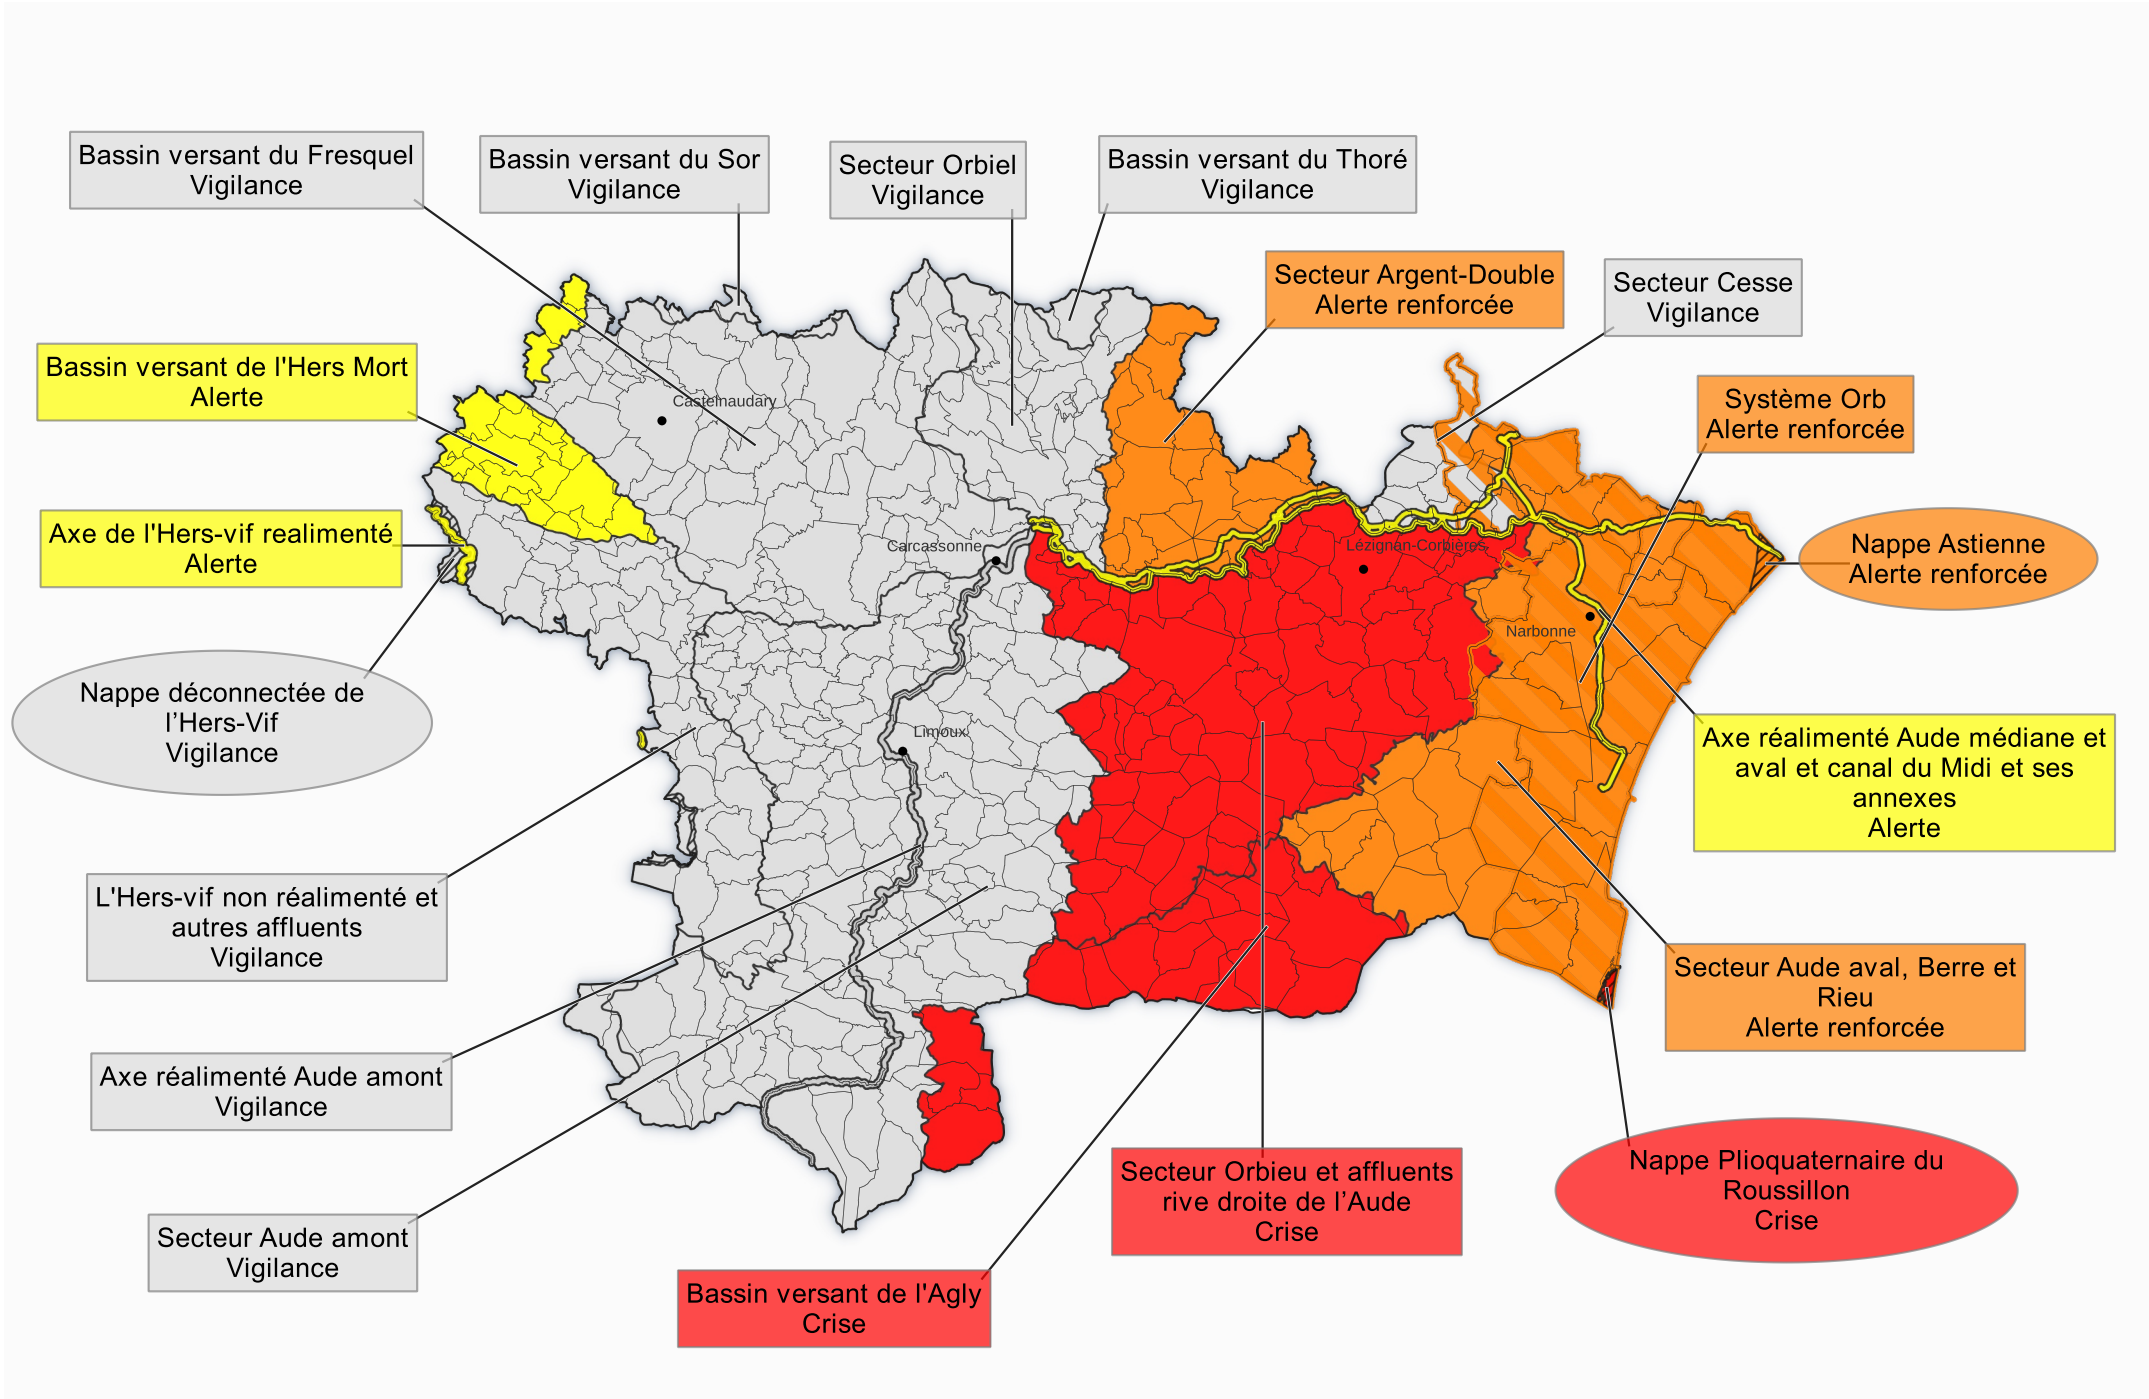 Bassin versant du Fresquel
Vigilance
Bassin versant du Sor
Vigilance
Secteur Orbiel
Vigilance
Bassin versant du Thoré
Vigilance
Secteur Argent-Double
Alerte renforcée
Secteur Cesse
Vigilance
Bassin versant de l'Hers Mort
Alerte
Système Orb
Alerte renforcée
Castelnaudary
Axe de l'Hers-vif realimenté
Alerte
Carcassonne
Lézignan-Corbières
Nappe Astienne
Alerte renforcée
Narbonne
Nappe déconnectée de
l’Hers-Vif
Vigilance
Limoux
Axe réalimenté Aude médiane et
aval et canal du Midi et ses
annexes
Alerte
L'Hers-vif non réalimenté et
autres affluents
Vigilance
Secteur Aude aval, Berre et
Rieu
Alerte renforcée
Axe réalimenté Aude amont
Vigilance
Secteur Orbieu et affluents
rive droite de l’Aude
Crise
Nappe Plioquaternaire du
Roussillon
Crise
Secteur Aude amont
Vigilance
Bassin versant de l'Agly
Crise